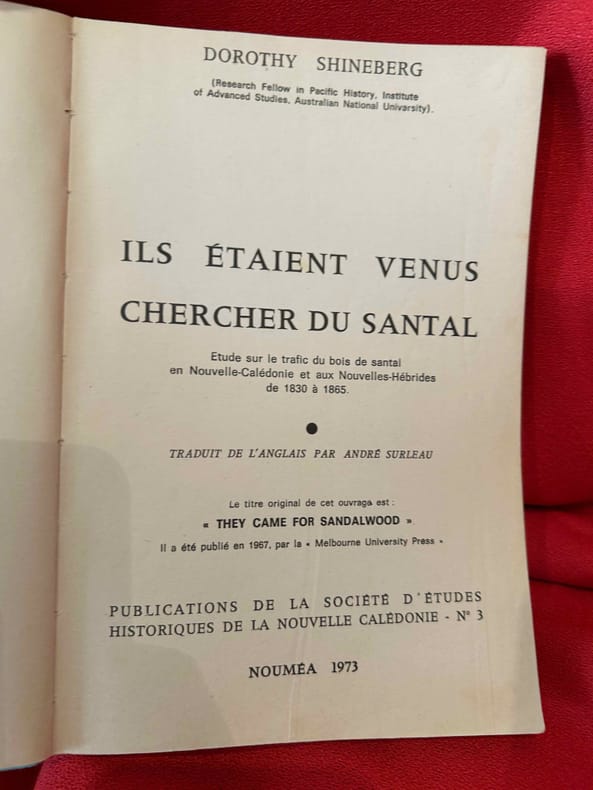 DOROTHY SHINEBERG
(Research Fellow in Pacific History, Institute
of Advanced Studies, Australian National University).
ILS ÉTAIENT VENUS
CHERCHER DU SANTAL
Etude sur le trafic du bois de santal
en Nouvelle-Calédonie et aux Nouvelles-Hébrides
de 1830 à 1865.
TRADUIT DE L'ANGLAIS PAR ANDRÉ SURLEAU
Le titre original de cet ouvrage est :
« THEY CAME FOR SANDALWOOD »
Il a été publié en 1967, par la « Melbourne University Press »
PUBLICATIONS DE LA SOCIÉTÉ D'ÉTUDES
HISTORIQUES DE LA NOUVELLE CALÉDONIE - N° 3
NOUMÉA 1973